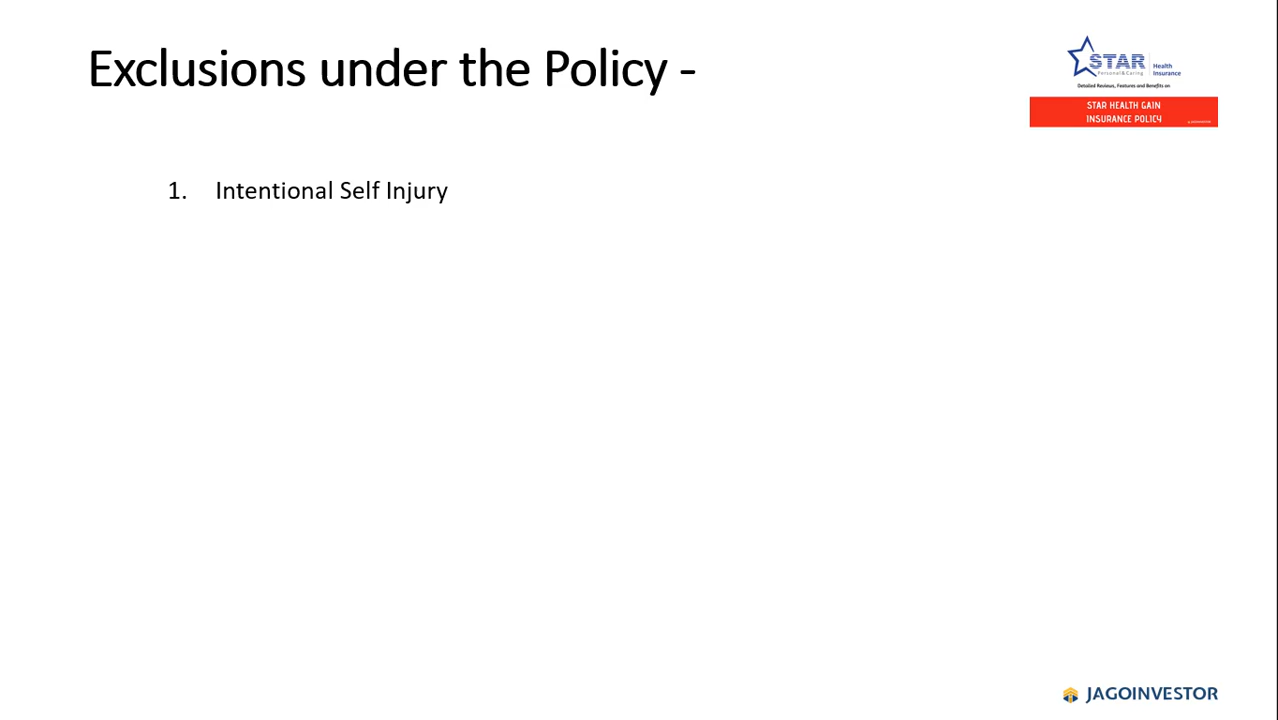 Exclusions under the Policy -
STAR
Personal & Caring
Health
Insurance
Detailed Reviews, Features and Benefits on
STAR HEALTH GAIN
INSURANCE POLICY
1. Intentional Self Injury
JAGOINVESTOR